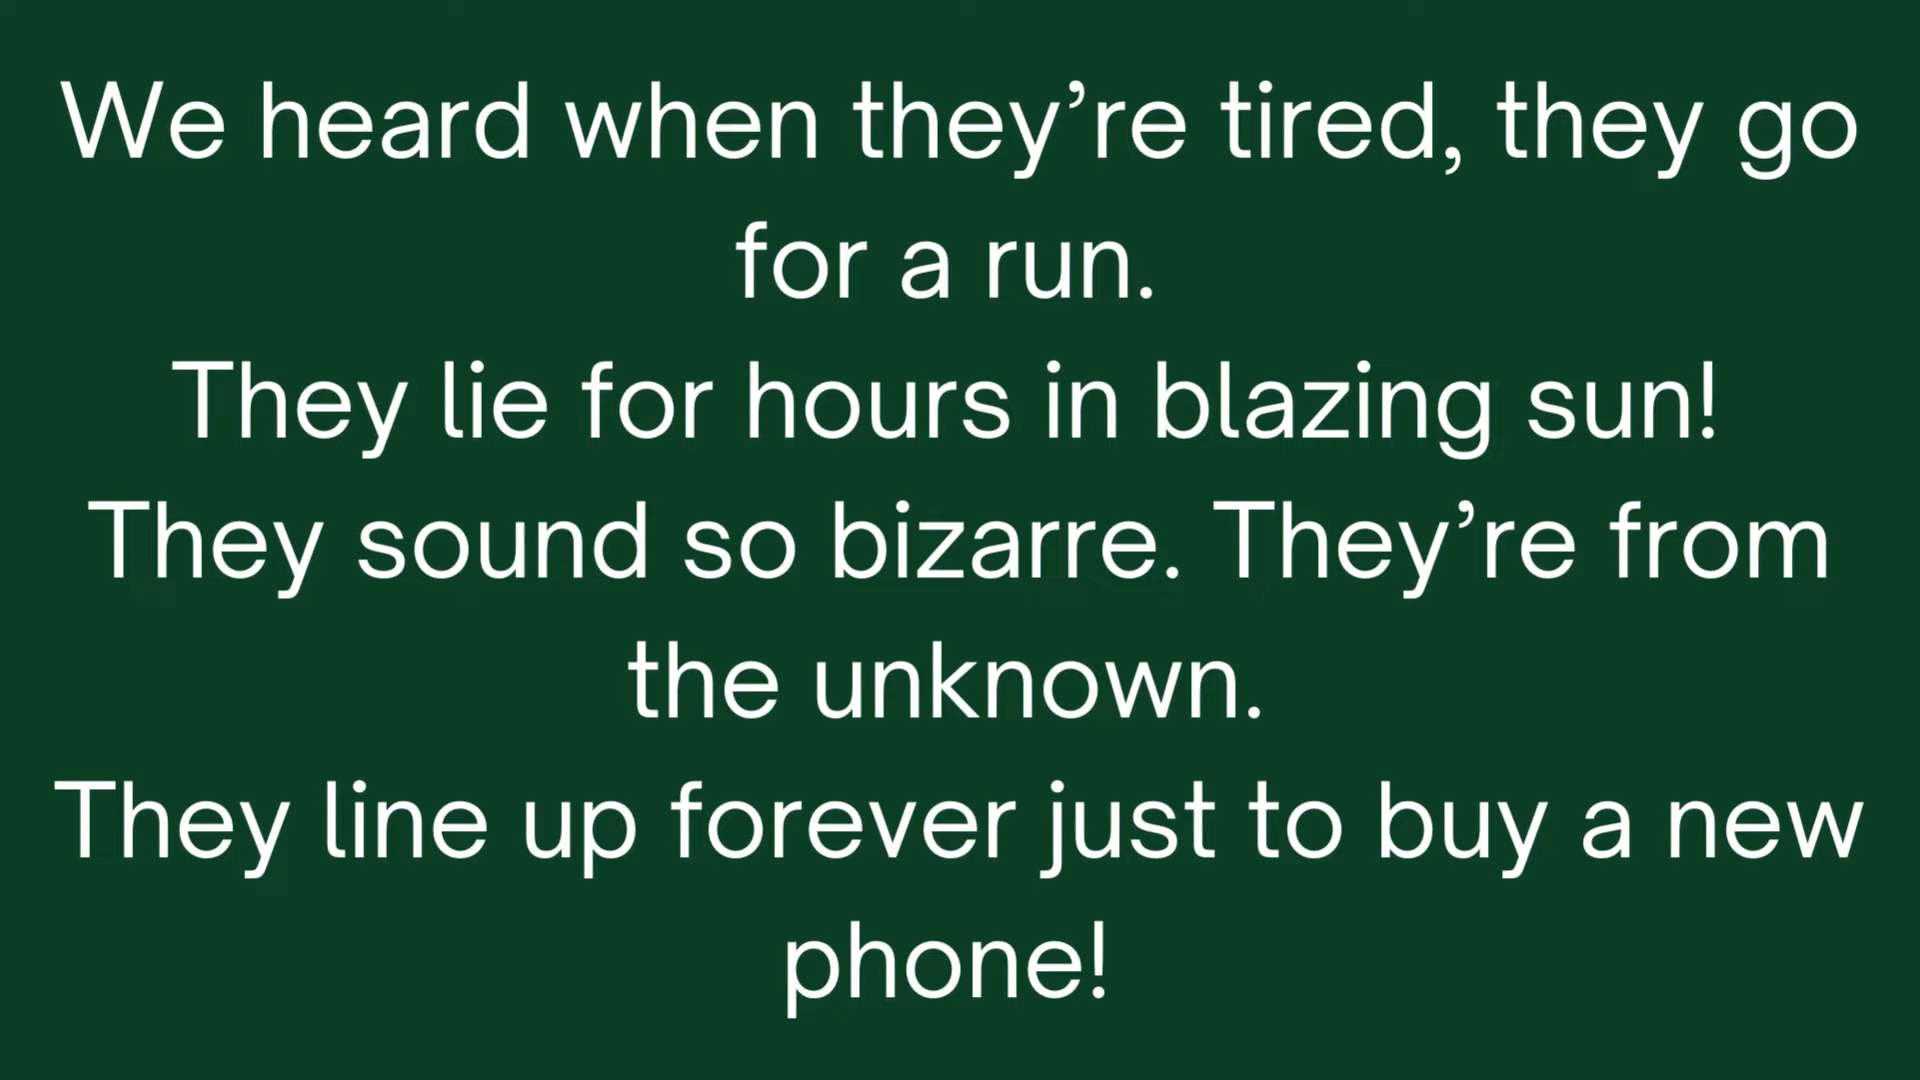 We heard when they’re tired, they go
for a run.
They lie for hours in blazing sun!
They sound so bizarre. They’re from
the unknown.
They line up forever just to buy a new
phone!